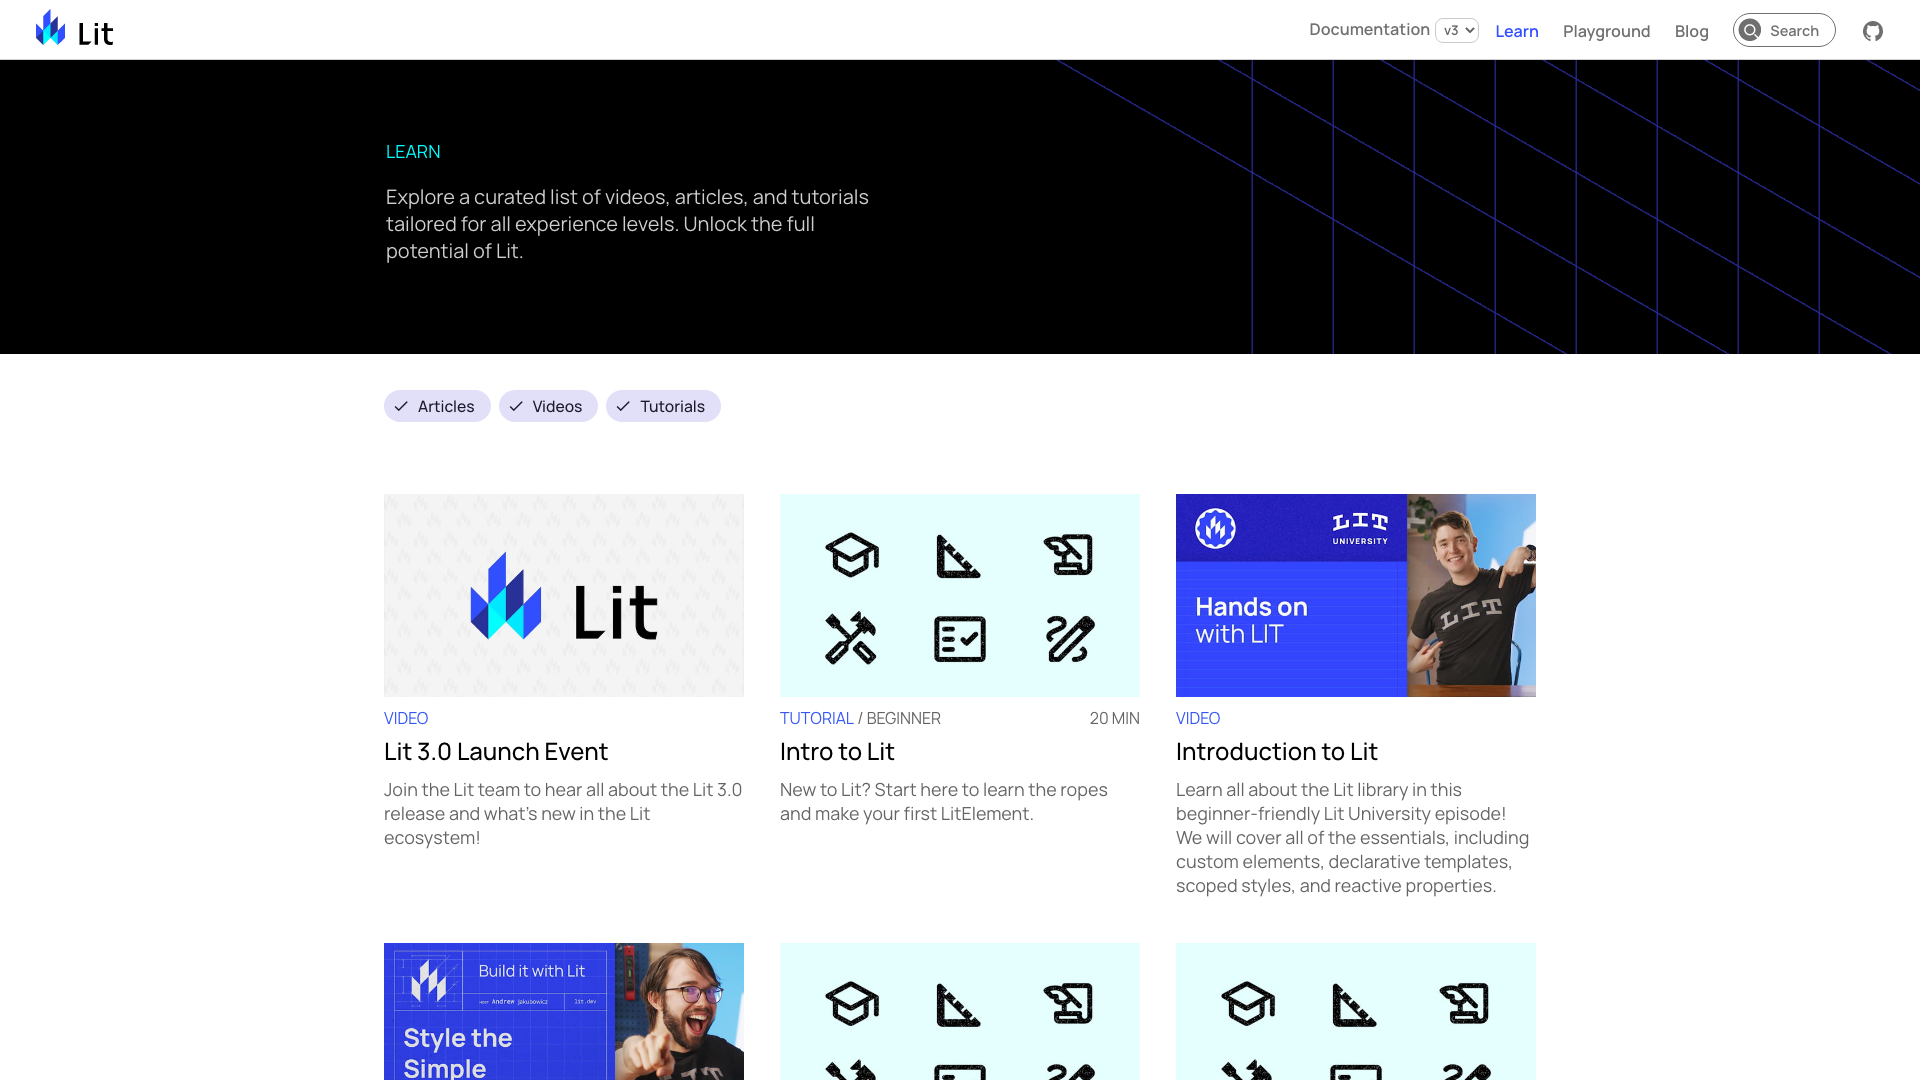 Lit
Documentation v3 Learn Playground Blog Search
LEARN
Explore a curated list of videos, articles, and tutorials
tailored for all experience levels. Unlock the full
potential of Lit.
Articles Videos Tutorials
Lit
LIT
UNIVERSITY
Hands on
with LIT
LIT
VIDEO
Lit 3.0 Launch Event
Join the Lit team to hear all about the Lit 3.0
release and what's new in the Lit
ecosystem!
TUTORIAL / BEGINNER 20 MIN
Intro to Lit
New to Lit? Start here to learn the ropes
and make your first LitElement.
VIDEO
Introduction to Lit
Learn all about the Lit library in this
beginner-friendly Lit University episode!
We will cover all of the essentials, including
custom elements, declarative templates,
scoped styles, and reactive properties.
Build it with Lit
HOST Andrew Jakubowicz lit.dev
Style the
Simple
LIT